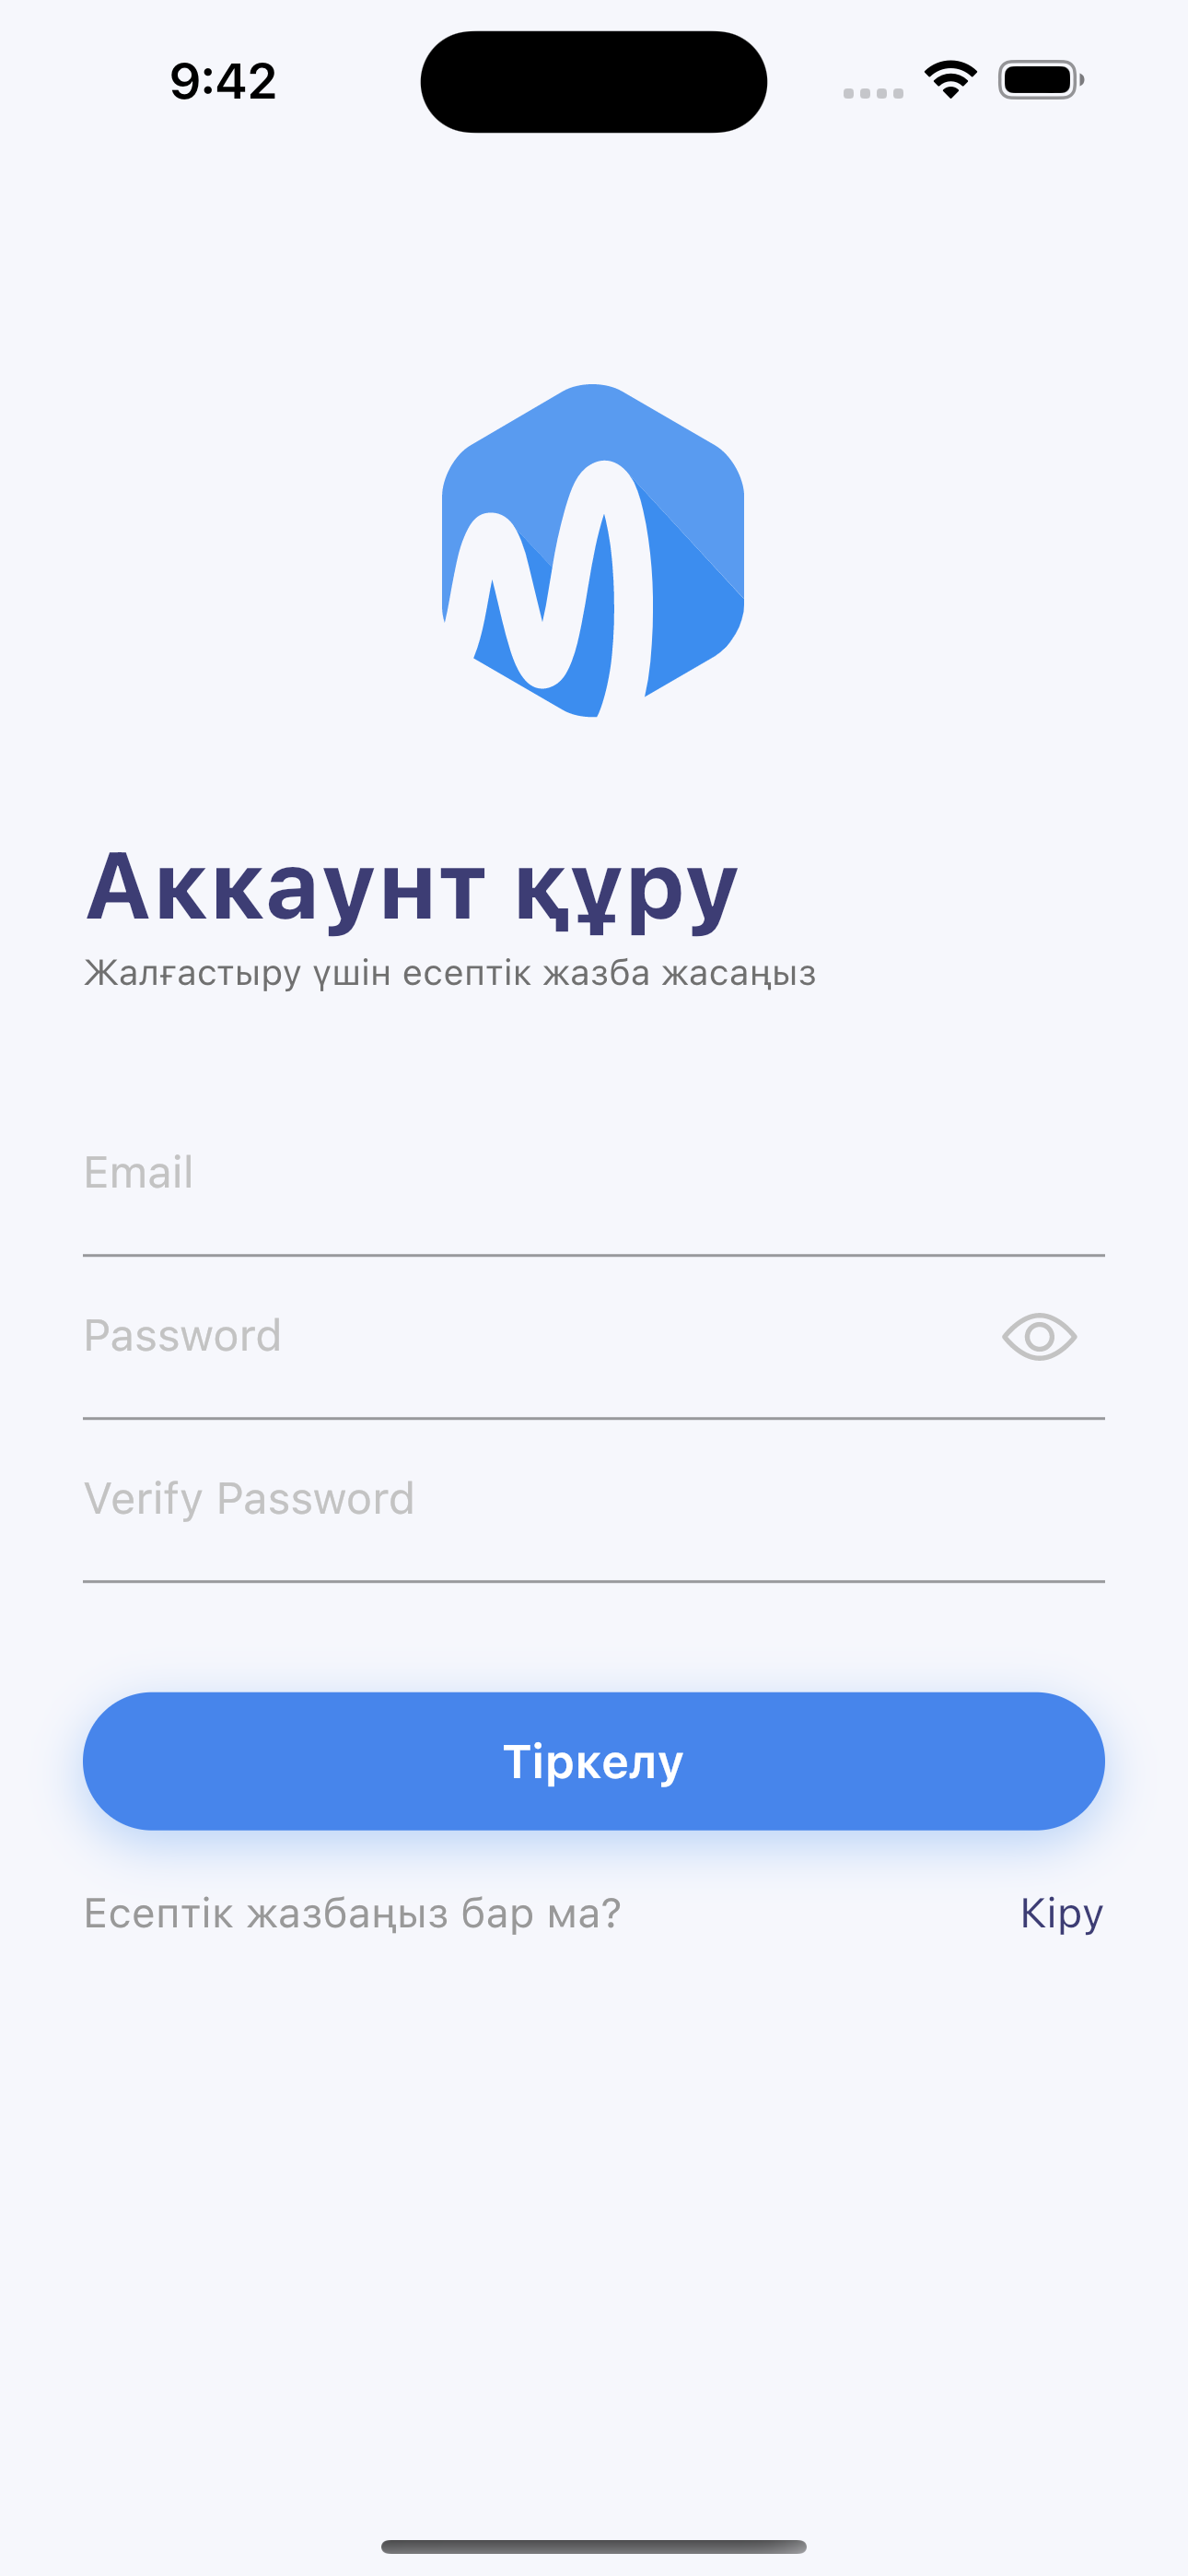 9:42
Аккаунт құру
Жалғастыру үшін есептік жазба жасаңыз
Email
Password
Verify Password
Тіркелу
Есептік жазбаңыз бар ма? Кіру